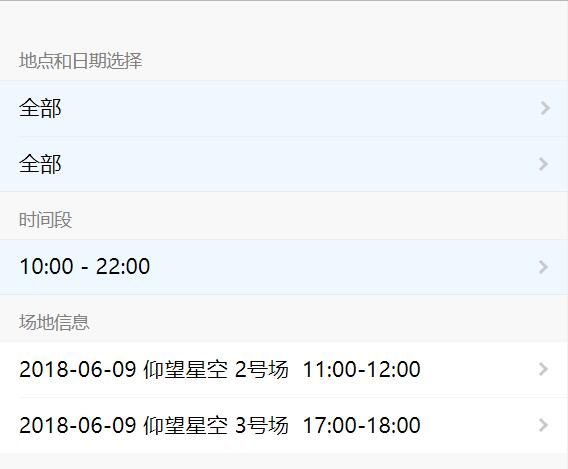 地点和日期选择
全部
全部
时间段
10:00 - 22:00
场地信息
2018-06-09 仰望星空 2号场  11:00-12:00
2018-06-09 仰望星空 3号场  17:00-18:00